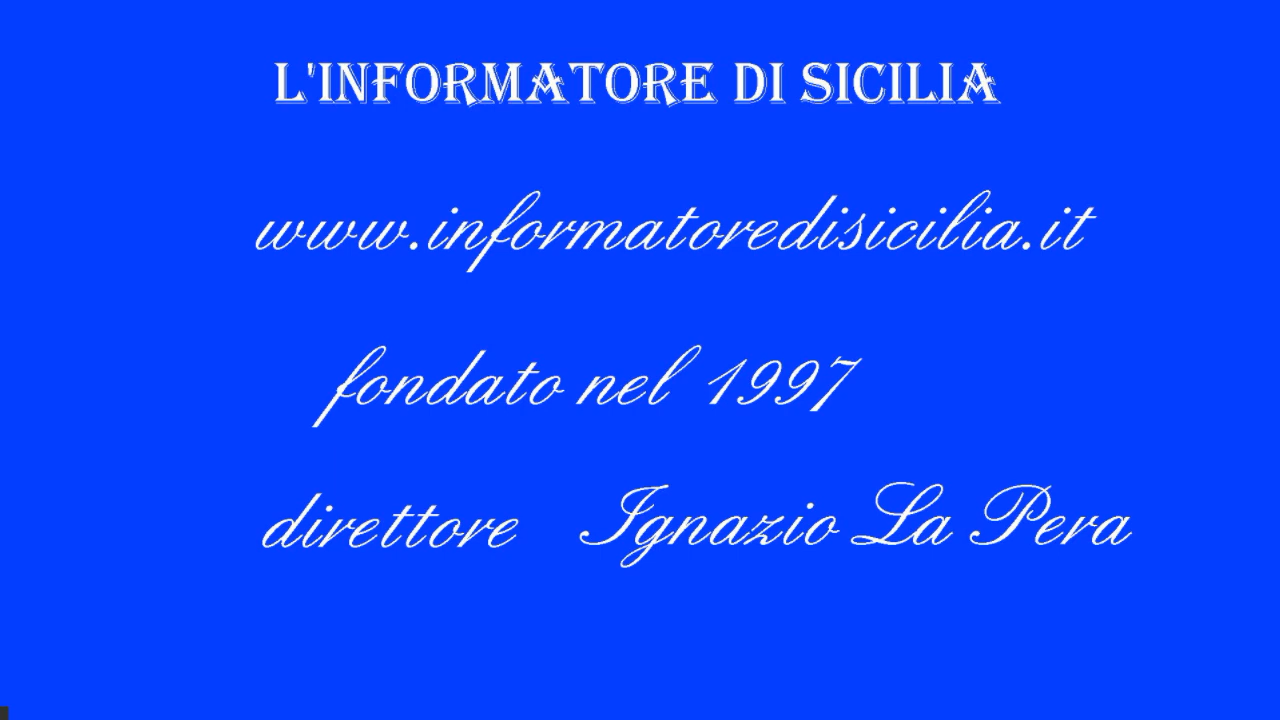 L'INFORMATORE DI SICILIA
www.informatoredisicilia.it
fondato nel 1997
direttore Ignazio La Pera